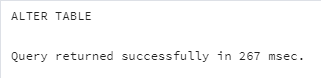 ALTER TABLE
Query returned successfully in 267 msec.